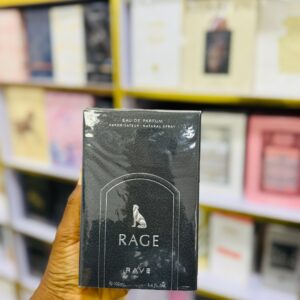 EAU DE PARFUM
VAPORISATEUR · NATURAL SPRAY
RAGE
RAVE